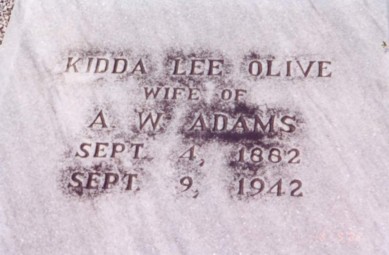 KIDDA LEE OLIVE
WIFE OF
A. W. ADAMS
SEPT. 4, 1882
SEPT. 9, 1942